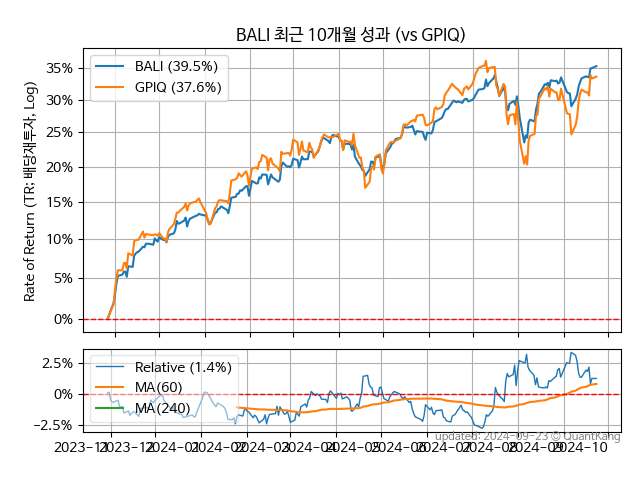 BALI 최근 10개월 성과 (vs GPIQ)
Rate of Return (TR: 배당재투자, Log)
35%
30%
25%
20%
15%
10%
5%
0%
BALI (39.5%)
GPIQ (37.6%)
2.5%
0.0%
−2.5%
Relative (1.4%)
MA(60)
MA(240)
2023-11
2023-12
2024-01
2024-02
2024-03
2024-04
2024-05
2024-06
2024-07
2024-08
2024-09
2024-10
updated: 2024-09-23 © QuantKang